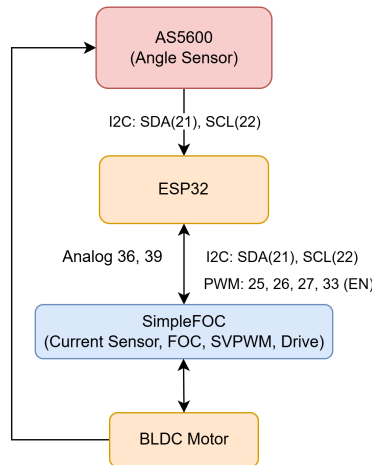 AS5600
(Angle Sensor)
I2C: SDA(21), SCL(22)
ESP32
Analog 36, 39
I2C: SDA(21), SCL(22)
PWM: 25, 26, 27, 33 (EN)
SimpleFOC
(Current Sensor, FOC, SVPWM, Drive)
BLDC Motor